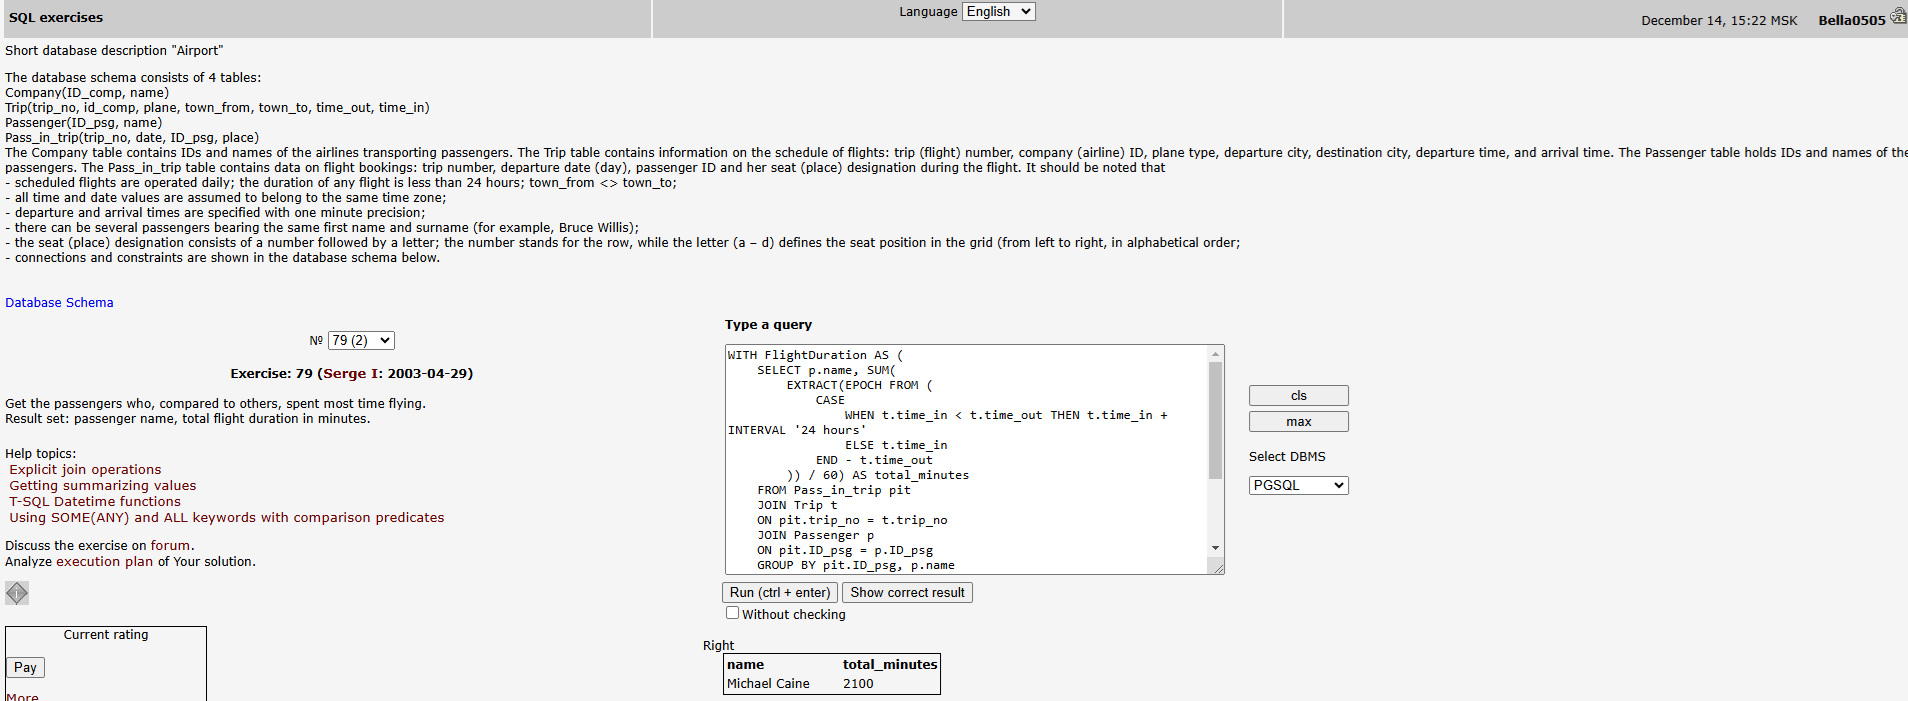 SQL exercises
Language English
December 14, 15:22 MSK Bella0505
Short database description "Airport"
The database schema consists of 4 tables:
Company(ID_comp, name)
Trip(trip_no, id_comp, plane, town_from, town_to, time_out, time_in)
Passenger(ID_psg, name)
Pass_in_trip(trip_no, date, ID_psg, place)
The Company table contains IDs and names of the airlines transporting passengers. The Trip table contains information on the schedule of flights: trip (flight) number, company (airline) ID, plane type, departure city, destination city, departure time, and arrival time. The Passenger table holds IDs and names of the
passengers. The Pass_in_trip table contains data on flight bookings: trip number, departure date (day), passenger ID and her seat (place) designation during the flight. It should be noted that
- scheduled flights are operated daily; the duration of any flight is less than 24 hours; town_from <> town_to;
- all time and date values are assumed to belong to the same time zone;
- departure and arrival times are specified with one minute precision;
- there can be several passengers bearing the same first name and surname (for example, Bruce Willis);
- the seat (place) designation consists of a number followed by a letter; the number stands for the row, while the letter (a – d) defines the seat position in the grid (from left to right, in alphabetical order;
- connections and constraints are shown in the database schema below.
Database Schema
№ 79 (2)
Exercise: 79 (Serge I: 2003-04-29)
Get the passengers who, compared to others, spent most time flying.
Result set: passenger name, total flight duration in minutes.
Help topics:
Explicit join operations
Getting summarizing values
T-SQL Datetime functions
Using SOME(ANY) and ALL keywords with comparison predicates
Discuss the exercise on forum.
Analyze execution plan of Your solution.
Current rating
Pay
More
Type a query
WITH FlightDuration AS (
SELECT p.name, SUM(
EXTRACT(EPOCH FROM (
CASE
WHEN t.time_in < t.time_out THEN t.time_in +
INTERVAL '24 hours'
ELSE t.time_in
END - t.time_out
)) / 60) AS total_minutes
FROM Pass_in_trip pit
JOIN Trip t
ON pit.trip_no = t.trip_no
JOIN Passenger p
ON pit.ID_psg = p.ID_psg
GROUP BY pit.ID_psg, p.name
cls
max
Select DBMS
PGSQL
Run (ctrl + enter) Show correct result
Without checking
Right
name total_minutes
Michael Caine 2100